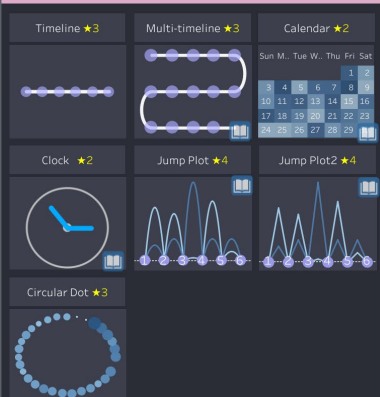 Timeline ★3
Multi-timeline ★3
Calendar ★2
Sun M.. Tue W.. Thu Fri Sat
1 2
3 4 5 6 7 8 9
10 11 12 13 14 15 16
17 18 19 20 21 22 23
24 25 26 27 28 29
Clock ★2
Jump Plot ★4
Jump Plot2 ★4
1 2 3 4 5 6
1 2 3 4 5 6
Circular Dot ★3